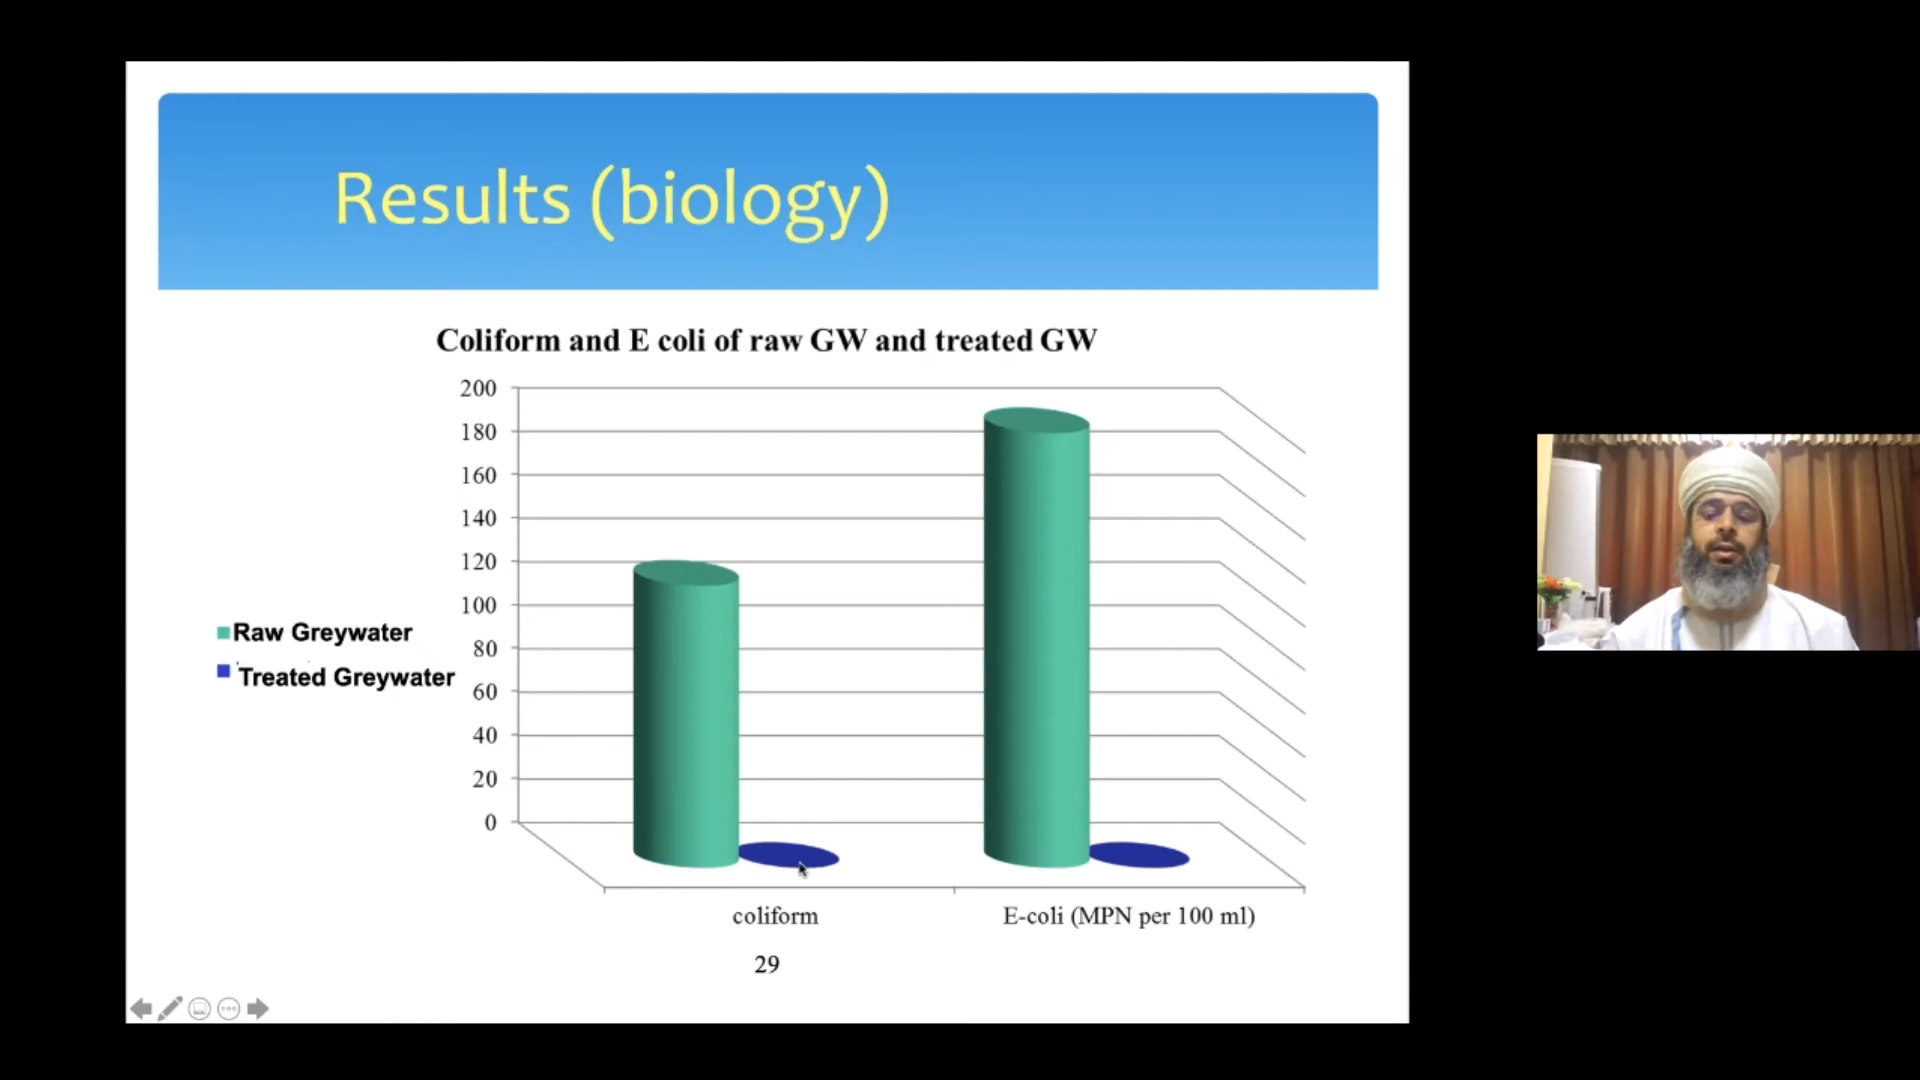 Results (biology)
Coliform and E coli of raw GW and treated GW
200
180
160
140
120
100
80
60
40
20
0
Raw Greywater
Treated Greywater
coliform
E-coli (MPN per 100 ml)
29